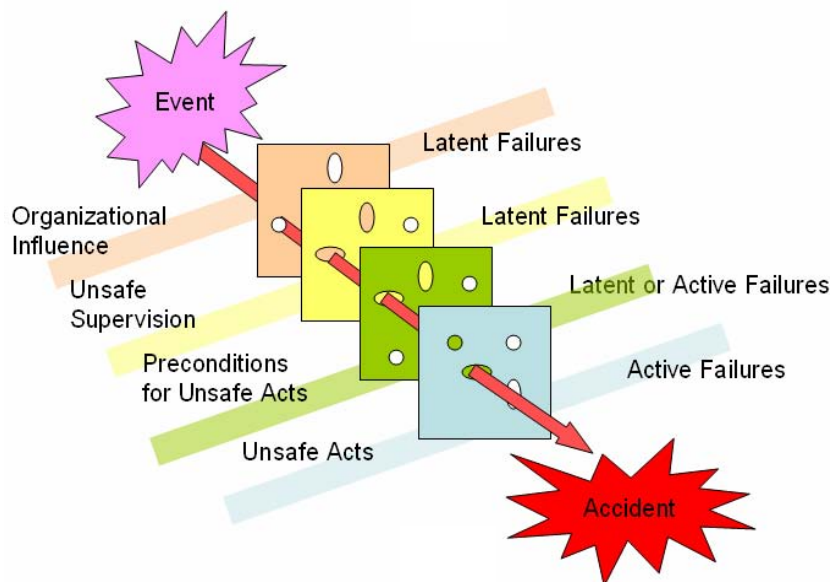 Event
Latent Failures
Organizational
Influence
Latent Failures
Unsafe
Supervision
Latent or Active Failures
Preconditions
for Unsafe Acts
Active Failures
Unsafe Acts
Accident